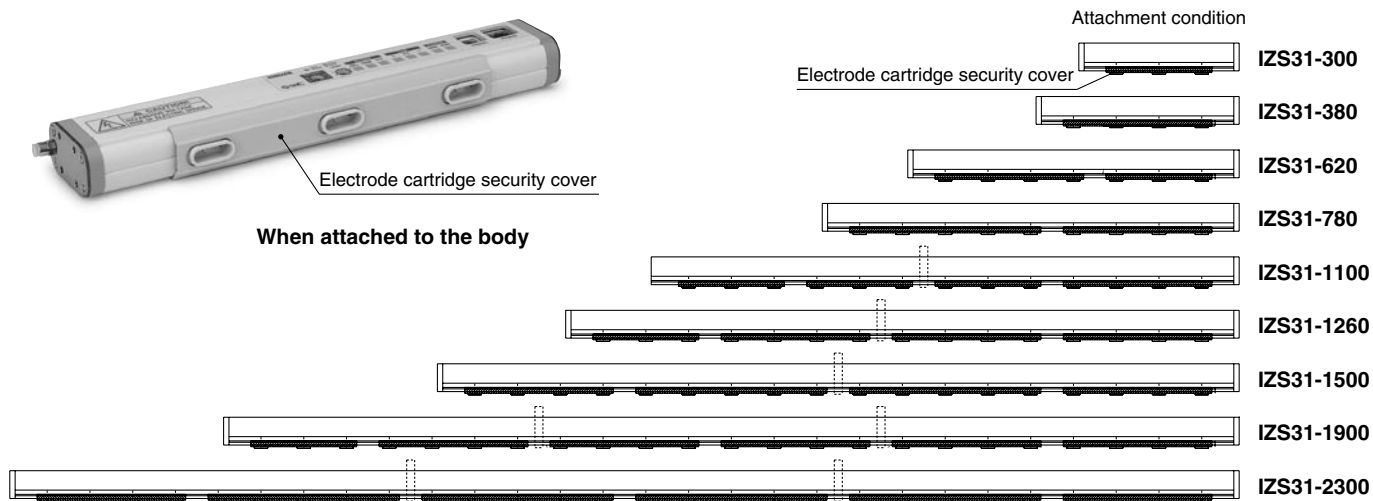 Attachment condition
IZS31-300
Electrode cartridge security cover
IZS31-380
CAUTION
IZS31-620
Electrode cartridge security cover
IZS31-780
When attached to the body
IZS31-1100
IZS31-1260
IZS31-1500
IZS31-1900
IZS31-2300